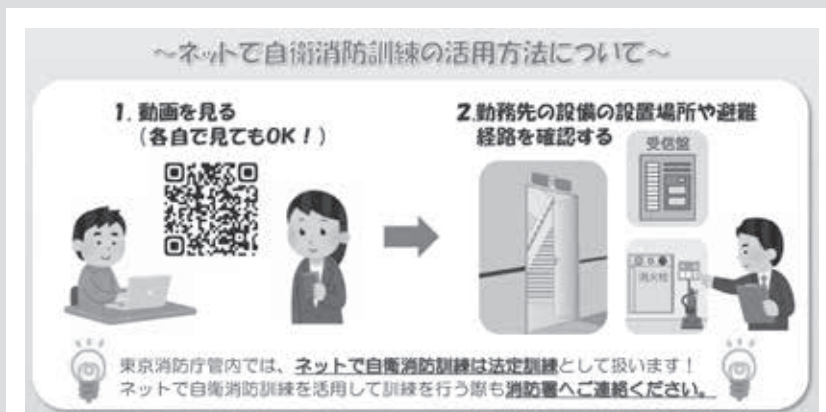 ～ネットで自衛消防訓練の活用方法について～
1. 動画を見る
（各自で見てもOK！）
2.勤務先の設備の設置場所や避難
経路を確認する
受信盤
消火栓
東京消防庁管内では、ネットで自衛消防訓練は法定訓練として扱います！
ネットで自衛消防訓練を活用して訓練を行う際も消防署へご連絡ください。